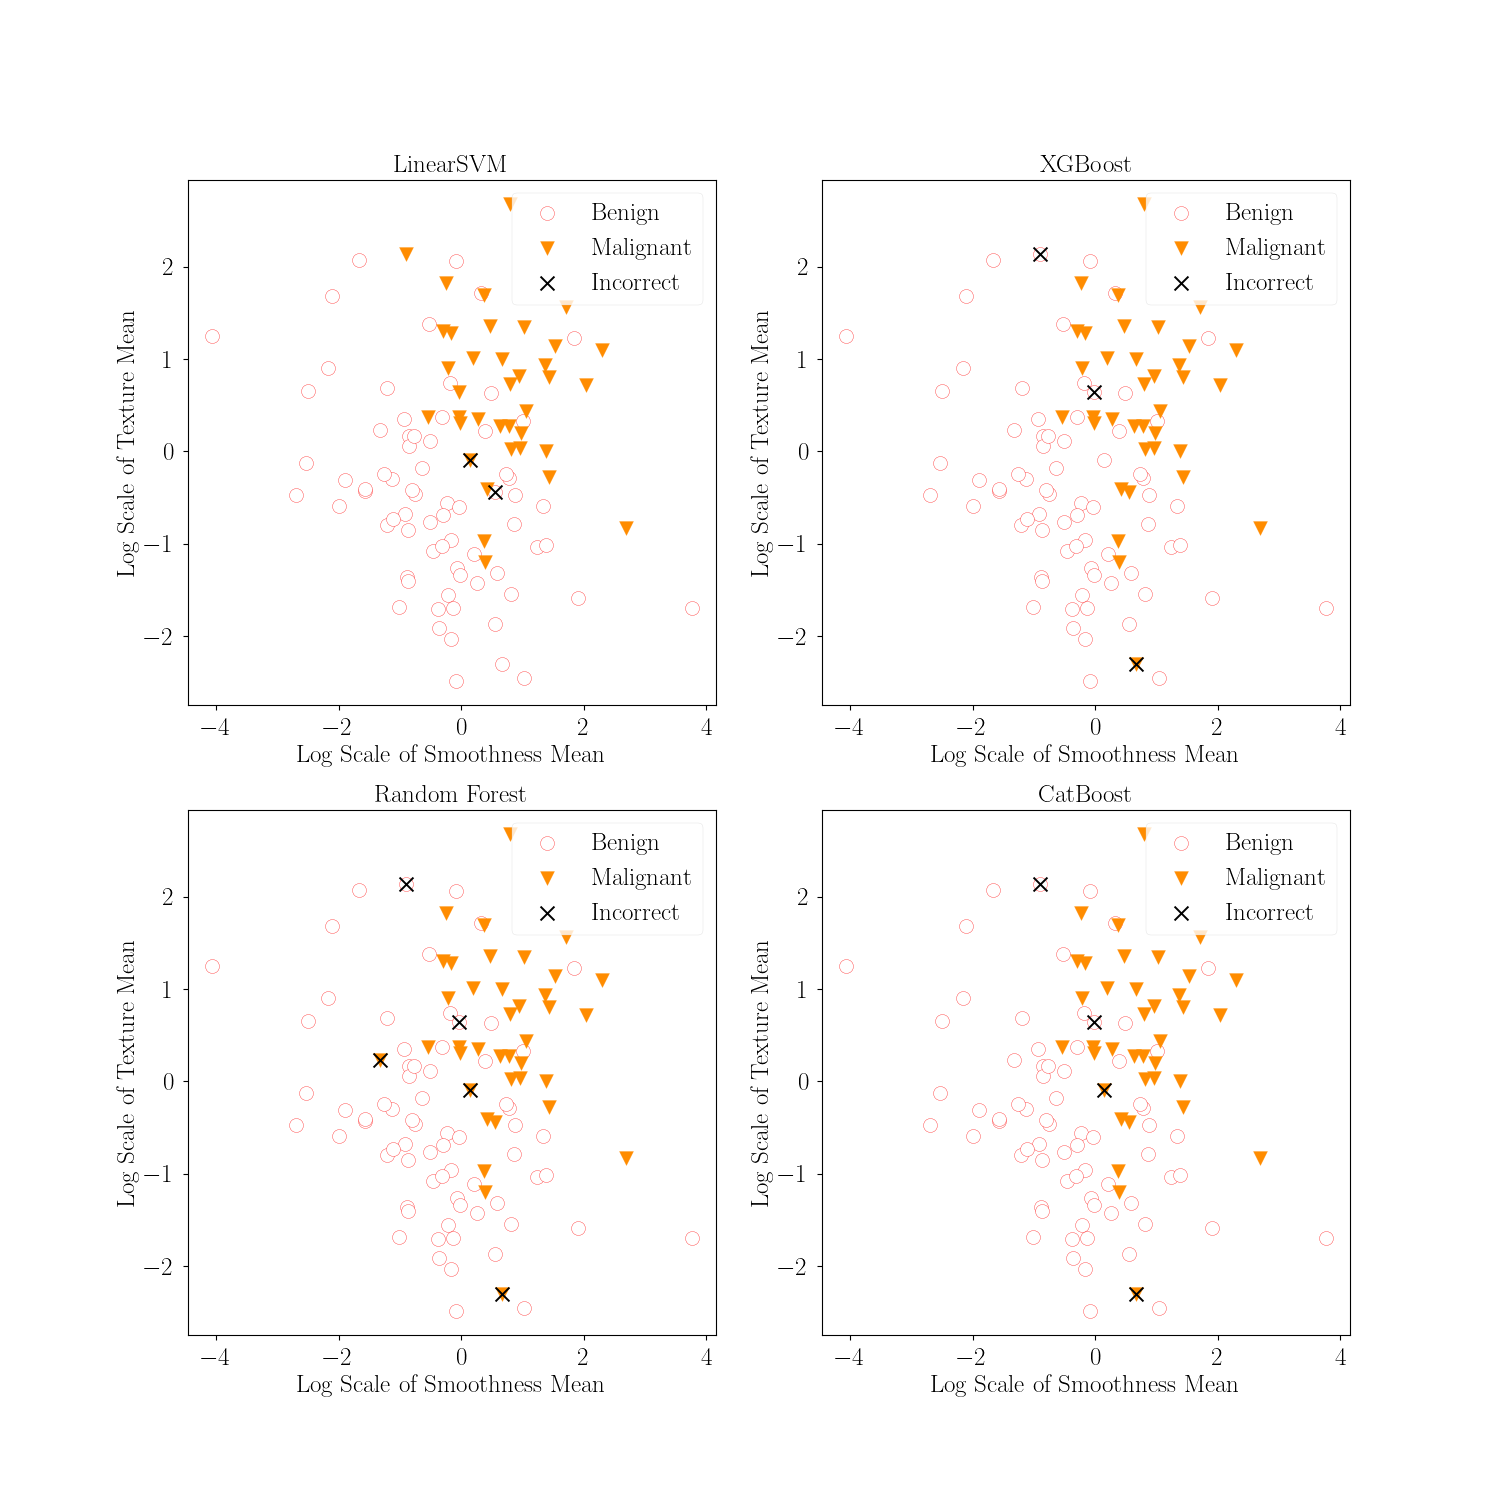 LinearSVM
Benign
Malignant
Incorrect
2
1
0
−1
−2
Log Scale of Texture Mean
−4 −2 0 2 4
Log Scale of Smoothness Mean
XGBoost
Benign
Malignant
Incorrect
2
1
0
−1
−2
Log Scale of Texture Mean
−4 −2 0 2 4
Log Scale of Smoothness Mean
Random Forest
Benign
Malignant
Incorrect
2
1
0
−1
−2
Log Scale of Texture Mean
−4 −2 0 2 4
Log Scale of Smoothness Mean
CatBoost
Benign
Malignant
Incorrect
2
1
0
−1
−2
Log Scale of Texture Mean
−4 −2 0 2 4
Log Scale of Smoothness Mean